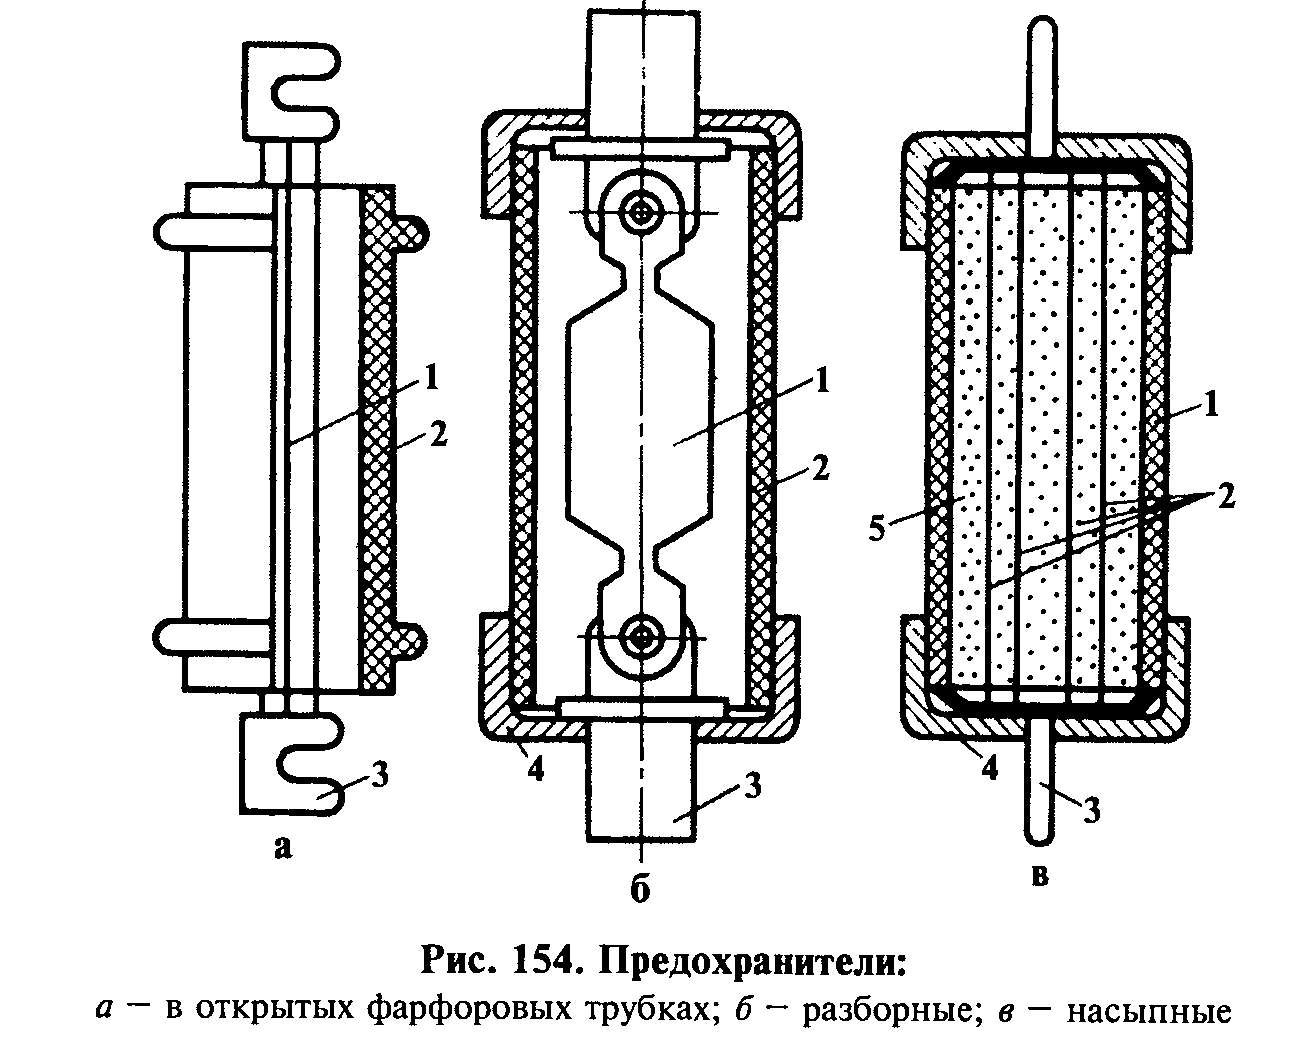 1
2
3
а
1
2
4
3
б
1
2
5
4
3
в
Рис. 154. Предохранители:
а – в открытых фарфоровых трубках; б – разборные; в – насыпные